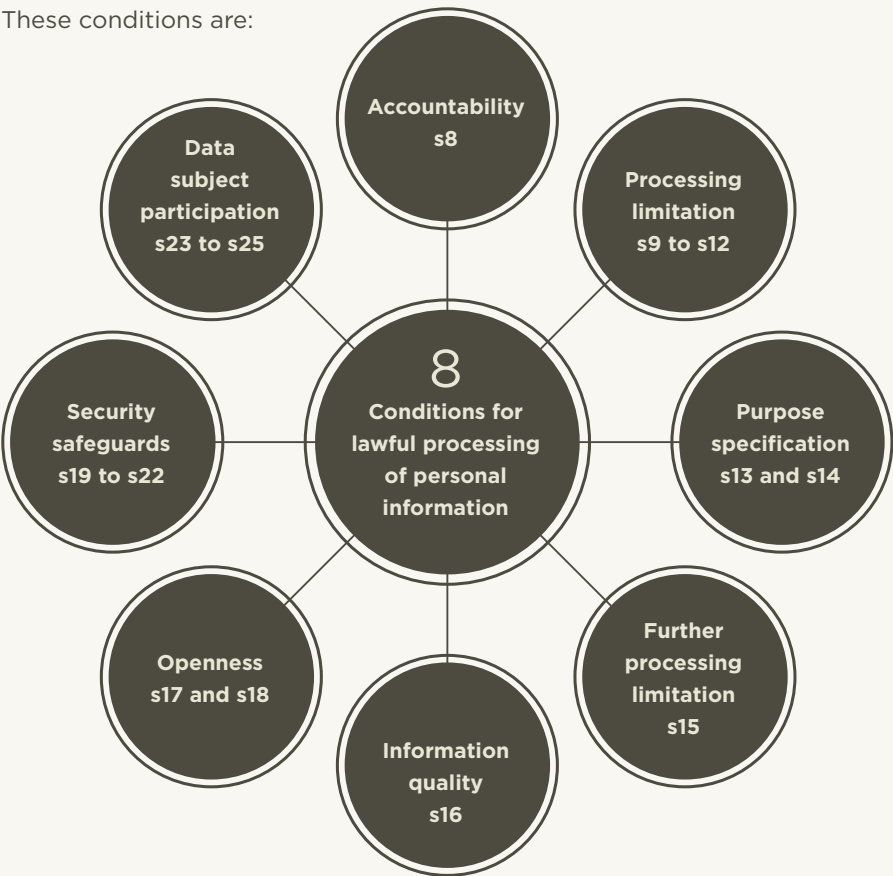 These conditions are:
Accountability
s8
Processing
limitation
s9 to s12
Purpose
specification
s13 and s14
Further
processing
limitation
s15
Information
quality
s16
Openness
s17 and s18
Security
safeguards
s19 to s22
Data
subject
participation
s23 to s25
8
Conditions for
lawful processing
of personal
information